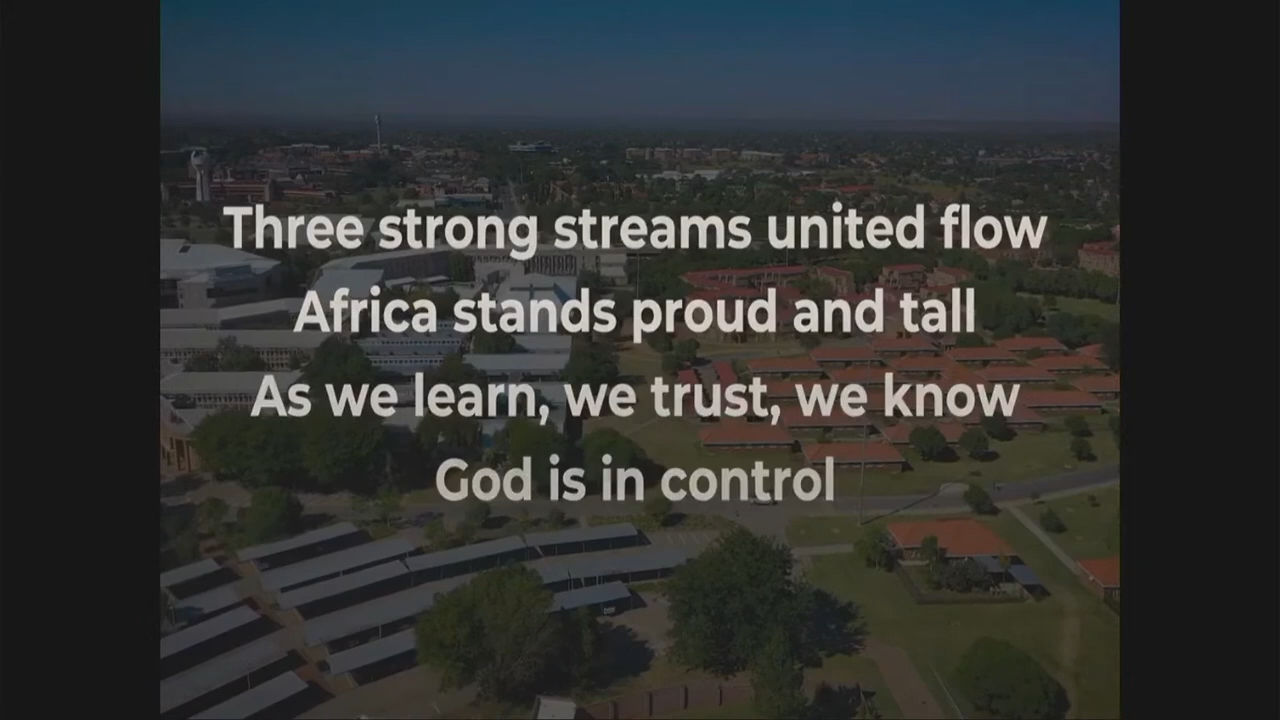 Three strong streams united flow
Africa stands proud and tall
As we learn, we trust, we know
God is in control